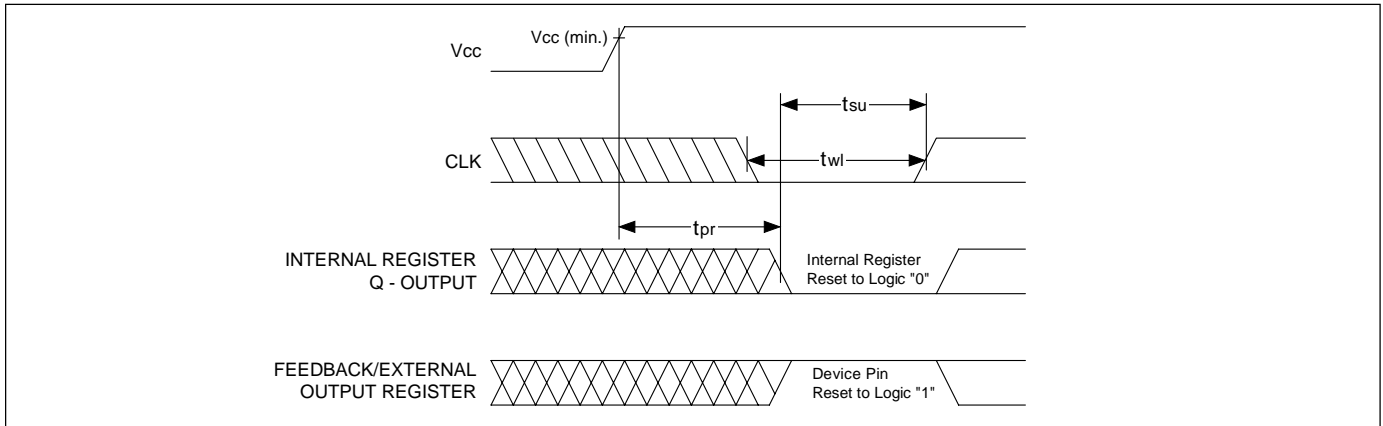 Vcc
Vcc (min.)
tsu
CLK
twl
tpr
INTERNAL REGISTER
Q - OUTPUT
Internal Register
Reset to Logic "0"
FEEDBACK/EXTERNAL
OUTPUT REGISTER
Device Pin
Reset to Logic "1"